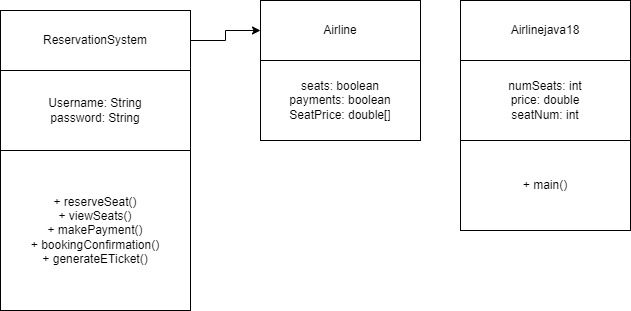 ReservationSystem
Username: String
password: String
+ reserveSeat()
+ viewSeats()
+ makePayment()
+ bookingConfirmation()
+ generateETicket()
Airline
seats: boolean
payments: boolean
SeatPrice: double[]
Airlinejava18
numSeats: int
price: double
seatNum: int
+ main()